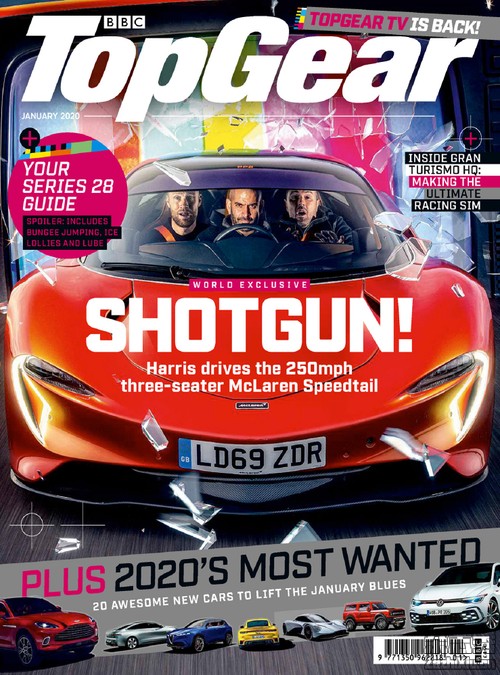 TOPGEAR TV IS BACK!
BBC
TopGear
JANUARY 2020
YOUR
SERIES 28
GUIDE
SPOILER: INCLUDES
BUNGEE JUMPING, ICE
LOLLIES AND LUBE
INSIDE GRAN
TURISMO HQ:
MAKING THE
ULTIMATE
RACING SIM
WORLD EXCLUSIVE
SHOTGUN!
Harris drives the 250mph
three-seater McLaren Speedtail
GB LD69 ZDR
PLUS 2020'S MOST WANTED
20 AWESOME NEW CARS TO LIFT THE JANUARY BLUES